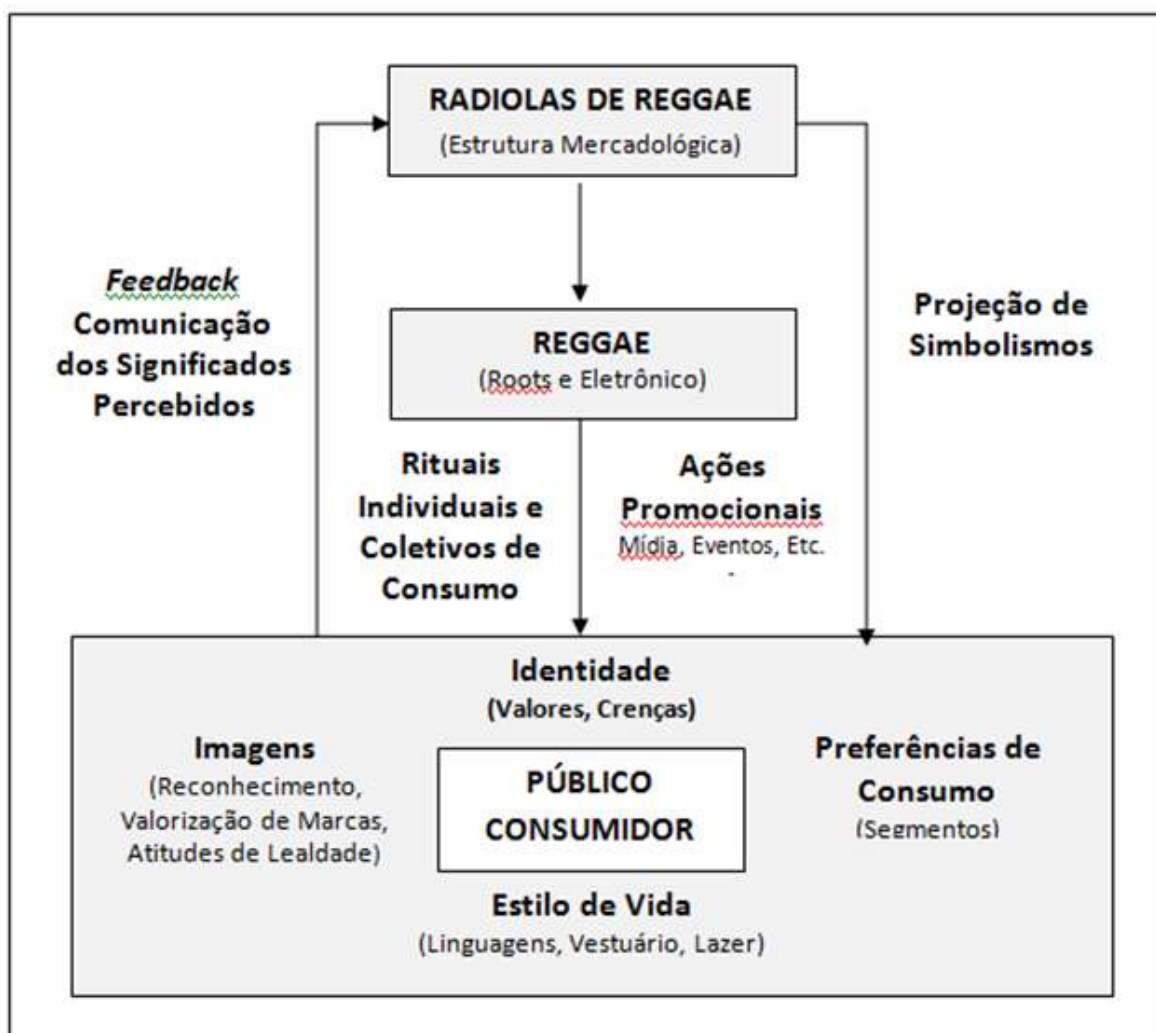 RADIOLAS DE REGGAE
(Estrutura Mercadológica)
Feedback
Comunicação
dos Significados
Percebidos
Projeção de
Simbolismos
REGGAE
(Roots e Eletrônico)
Rituais
Individuais e
Coletivos de
Consumo
Ações
Promocionais
Mídia, Eventos, Etc.
-
Identidade
(Valores, Crenças)
Imagens
(Reconhecimento,
Valorização de Marcas,
Atitudes de Lealdade)
PÚBLICO
CONSUMIDOR
Preferências de
Consumo
(Segmentos)
Estilo de Vida
(Linguagens, Vestuário, Lazer)